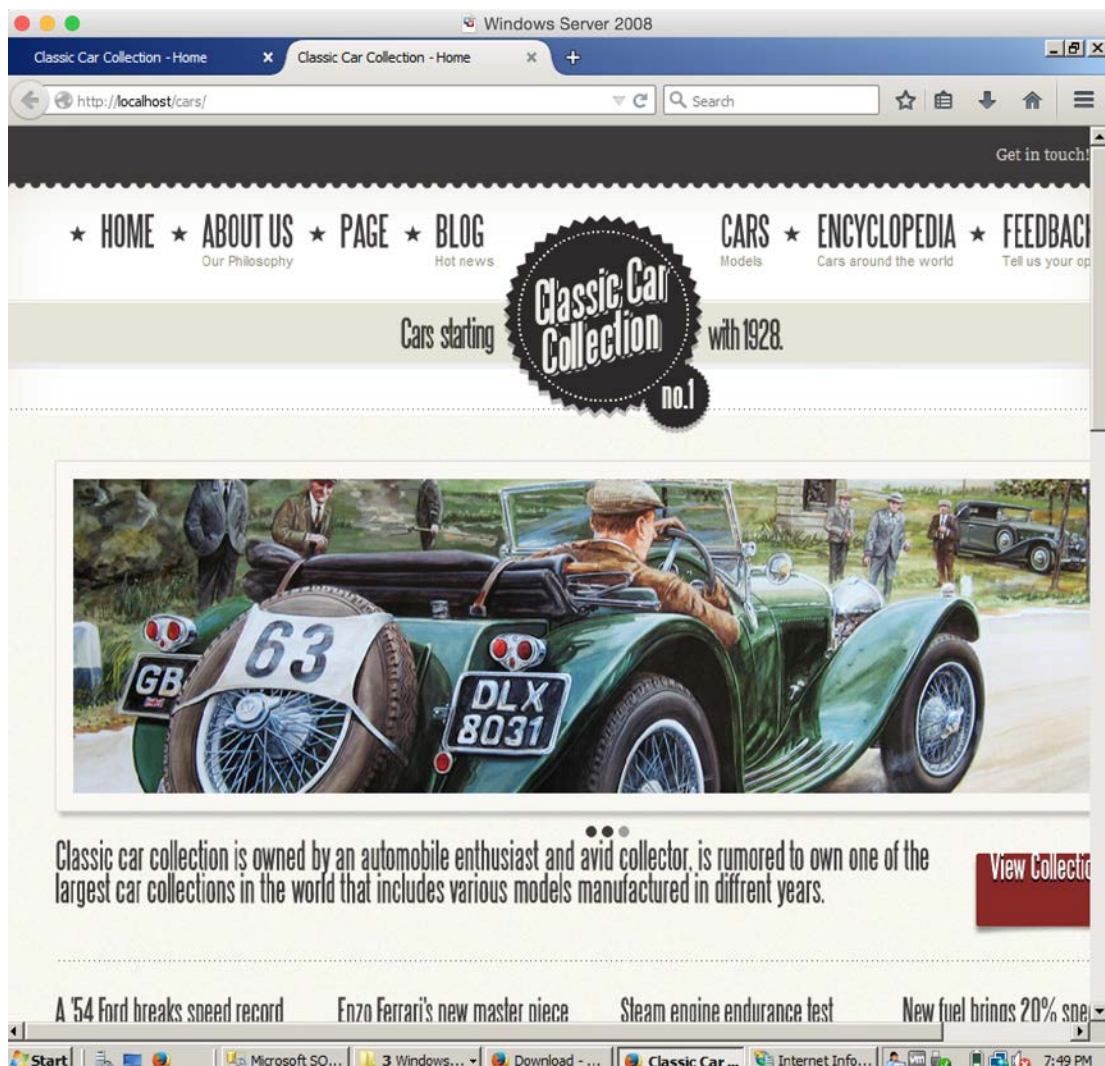 Windows Server 2008
Classic Car Collection - Home
Classic Car Collection - Home
http://localhost/cars/
Search
Get in touch!
★ HOME ★ ABOUT US ★ PAGE ★ BLOG
Our Philosophy
Hot news
CARS ★ ENCYCLOPEDIA ★ FEEDBACK
Models
Cars around the world
Tell us your op
Cars starting
Classic Car
Collection
no.1
with 1928.
63
GB
DLX
8031
Classic car collection is owned by an automobile enthusiast and avid collector. is rumored to own one of the
largest car collections in the world that includes various models manufactured in diffrent years.
View Collectio
A '54 Ford breaks speed record
Enzo Ferrari's new master piece
Steam engine endurance test
New fuel brings 20% spe
Start
Microsoft SQ...
3 Windows...
Download - ...
Classic Car ...
Internet Info...
7:49 PM